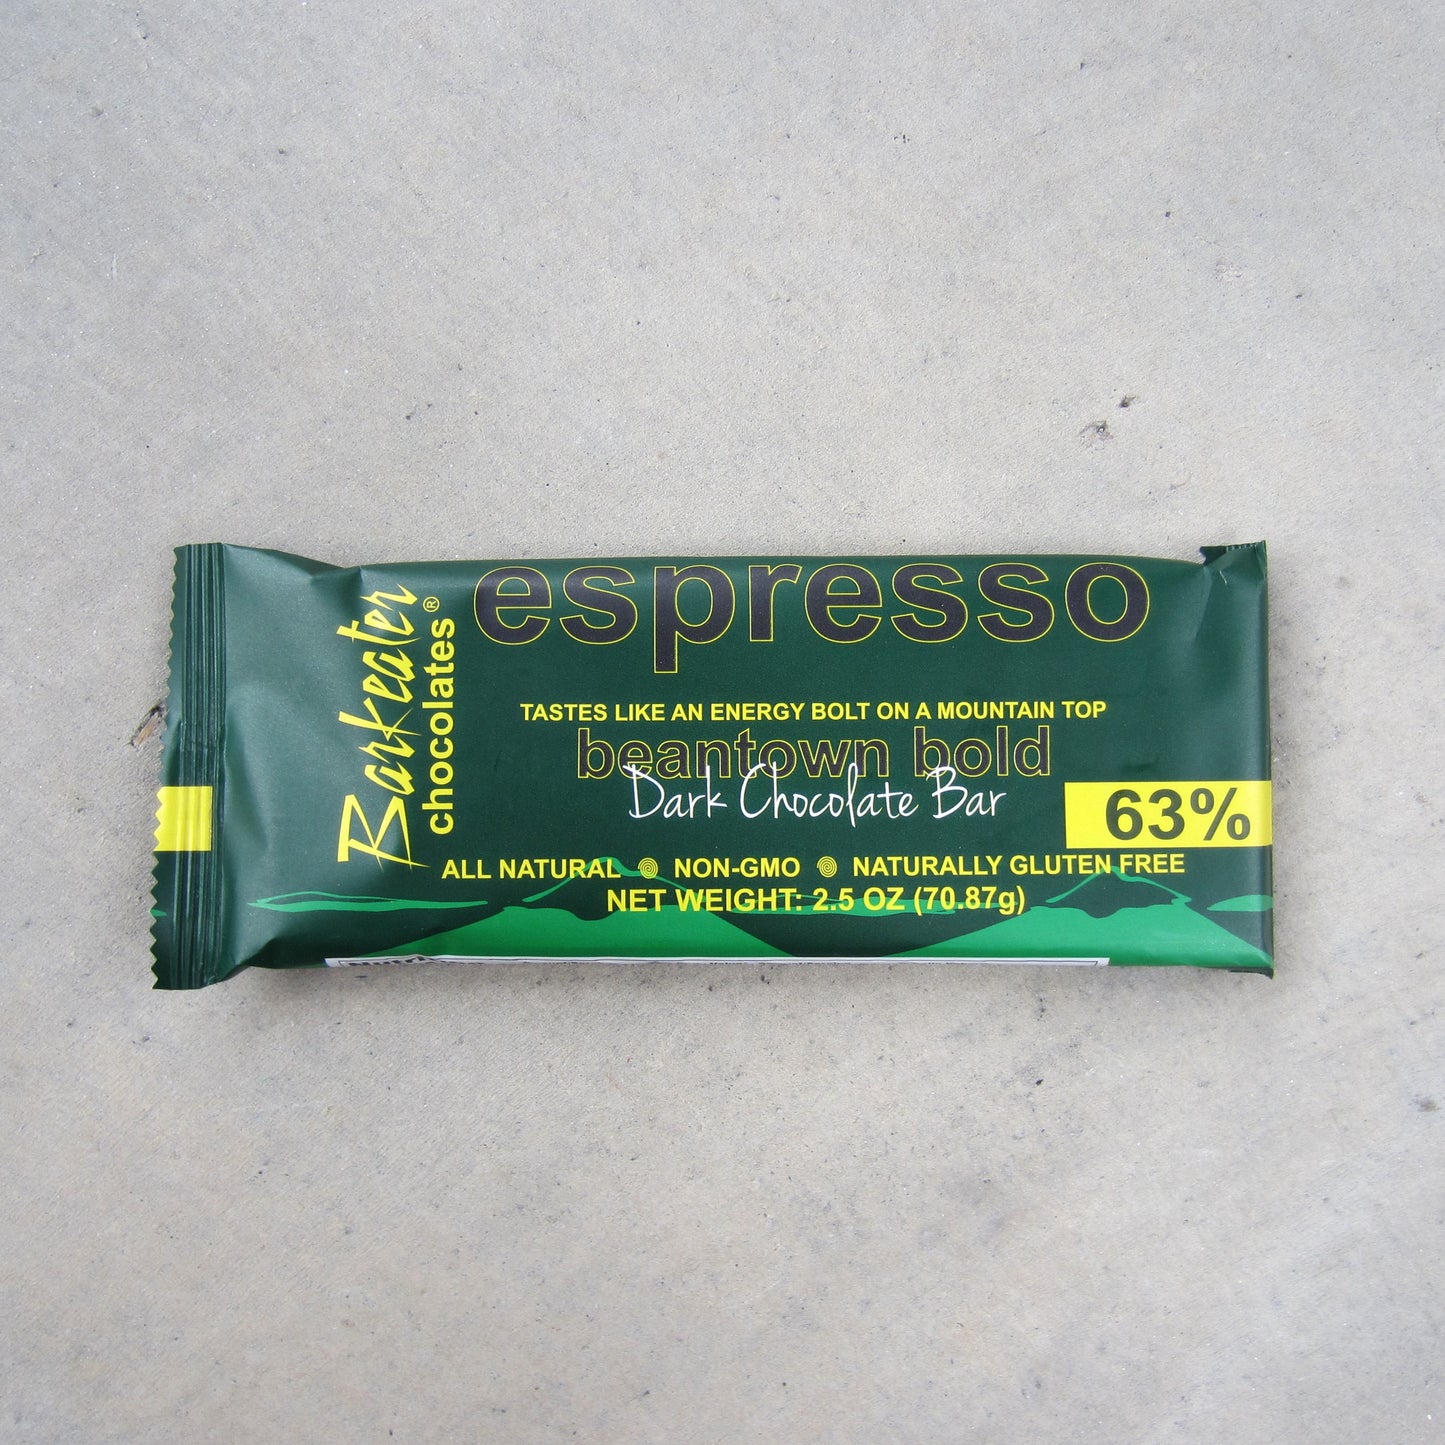 Barkeater
chocolates®
espresso
TASTES LIKE AN ENERGY BOLT ON A MOUNTAIN TOP
beantown bold
Dark Chocolate Bar
63%
ALL NATURAL NON-GMO NATURALLY GLUTEN FREE
NET WEIGHT: 2.5 OZ (70.87g)